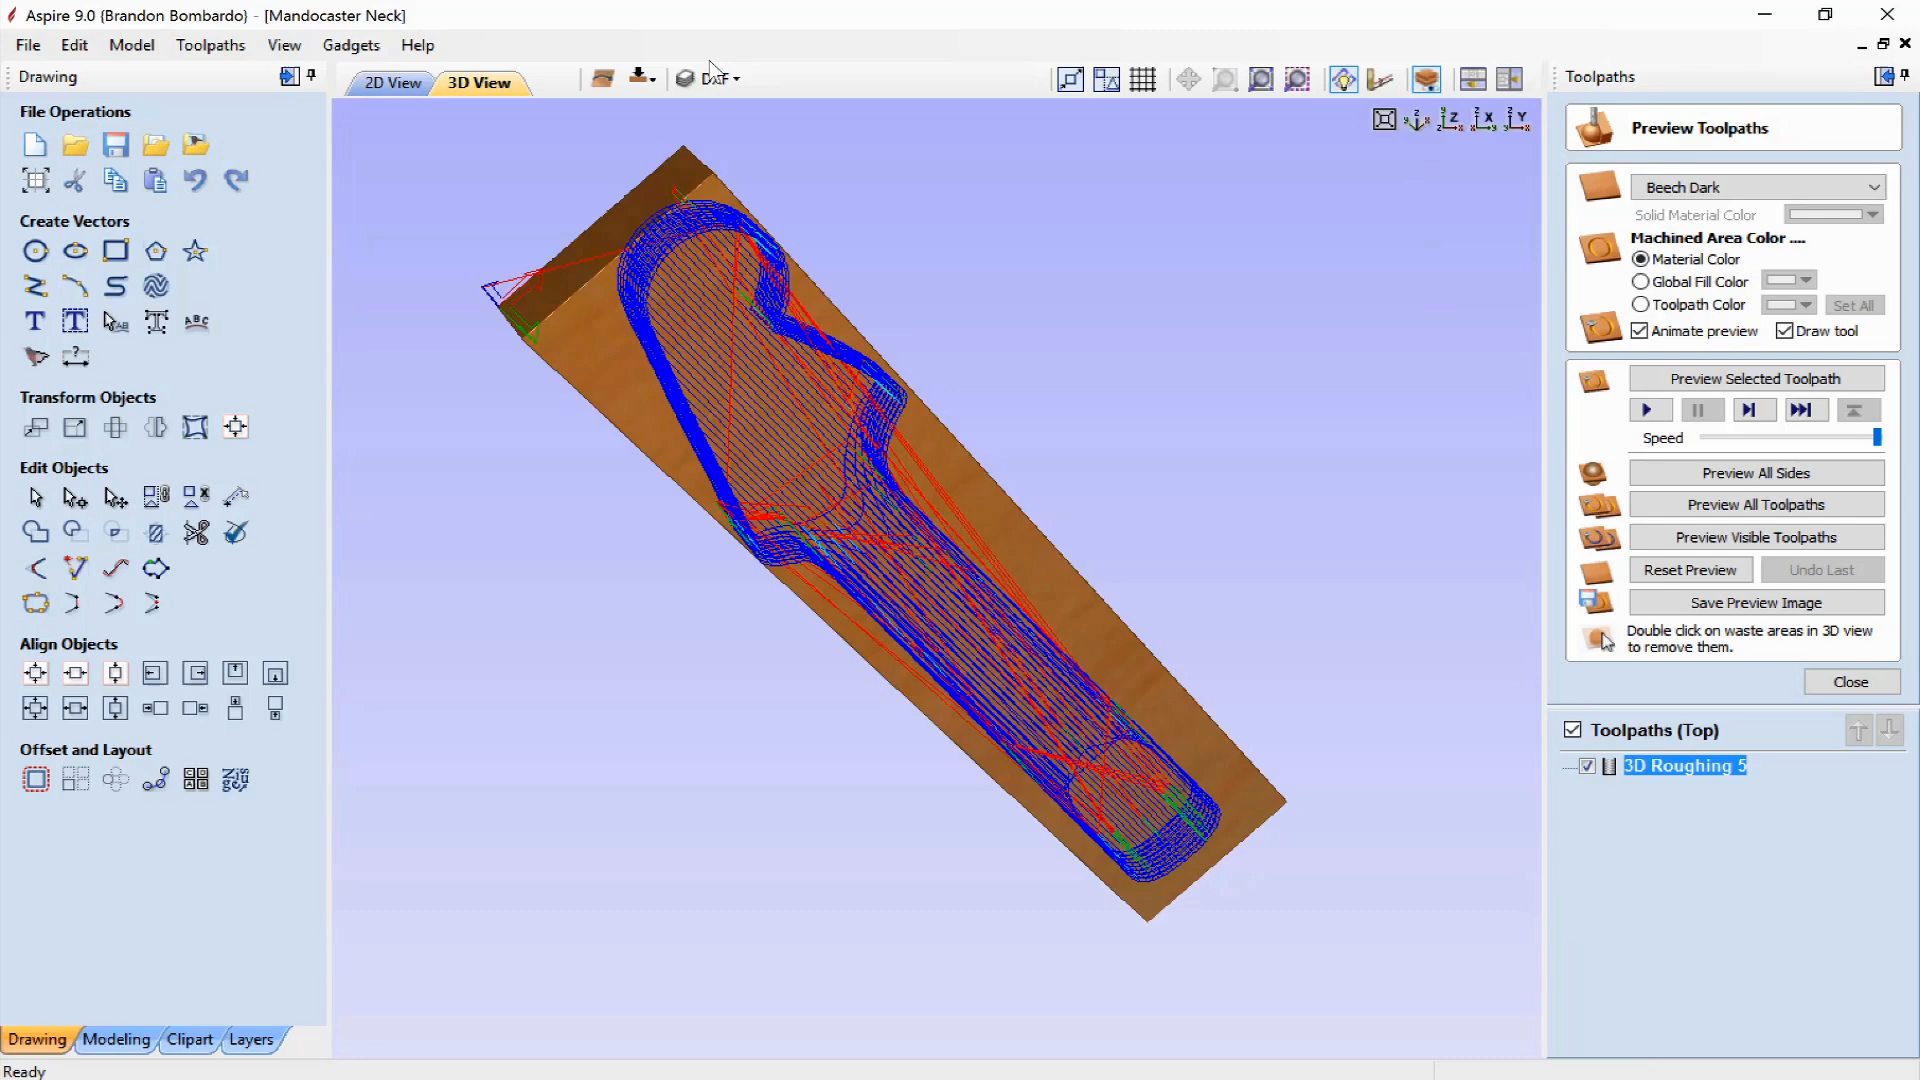 Aspire 9.0 {Brandon Bombardo} - [Mandocaster Neck]
File Edit Model Toolpaths View Gadgets Help
Drawing
File Operations
Create Vectors
Transform Objects
Edit Objects
Align Objects
Offset and Layout
Drawing Modeling Clipart Layers
Ready
2D View 3D View
Toolpaths
Preview Toolpaths
Beech Dark
Solid Material Color
Machined Area Color ....
Material Color
Global Fill Color
Toolpath Color Set All
Animate preview Draw tool
Preview Selected Toolpath
Speed
Preview All Sides
Preview All Toolpaths
Preview Visible Toolpaths
Reset Preview Undo Last
Save Preview Image
Double click on waste areas in 3D view
to remove them.
Close
Toolpaths (Top)
3D Roughing 5